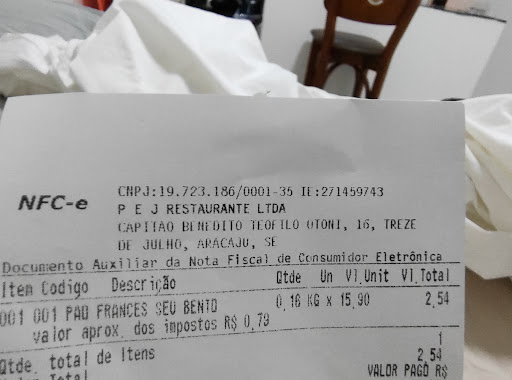 NFC-e
CNPJ:19.723.186/0001-35 IE:271459743
P E J RESTAURANTE LTDA
CAPITAO BENEDITO TEOFILO OTONI, 16, TREZE
DE JULHO, ARACAJU, SE
Documento Auxiliar da Nota Fiscal de Consumidor Eletrônica
Item Codigo Descrição Qtde Un Vl.Unit Vl.Total
001 001 PAO FRANCES SEU BENTO 0,16 KG x 15,90 2,54
valor aprox. dos impostos R$ 0,79
Qtde. total de Itens 1
Valor Total 2,54
VALOR PAGO R$